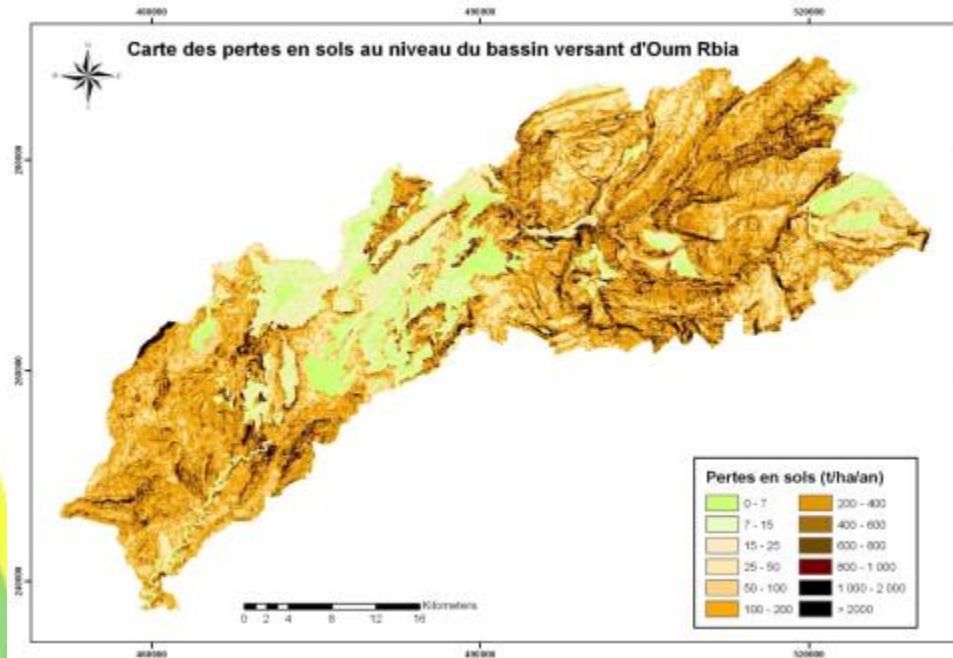 Carte des pertes en sols au niveau du bassin versant d'Oum Rbia
Pertes en sols (t/ha/an)
0 - 7
7 - 15
15 - 25
25 - 50
50 - 100
100 - 200
200 - 400
400 - 600
600 - 800
800 - 1 000
1 000 - 2 000
> 2000
Kilometers
0 2 4 8 12 16
520000